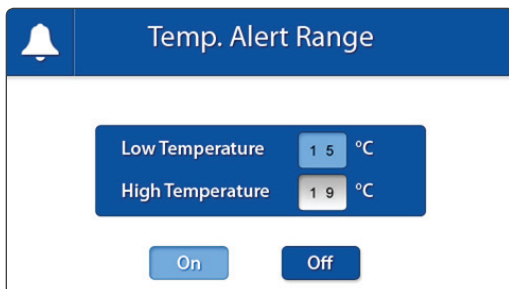 Temp. Alert Range
Low Temperature 15 °C
High Temperature 19 °C
On Off